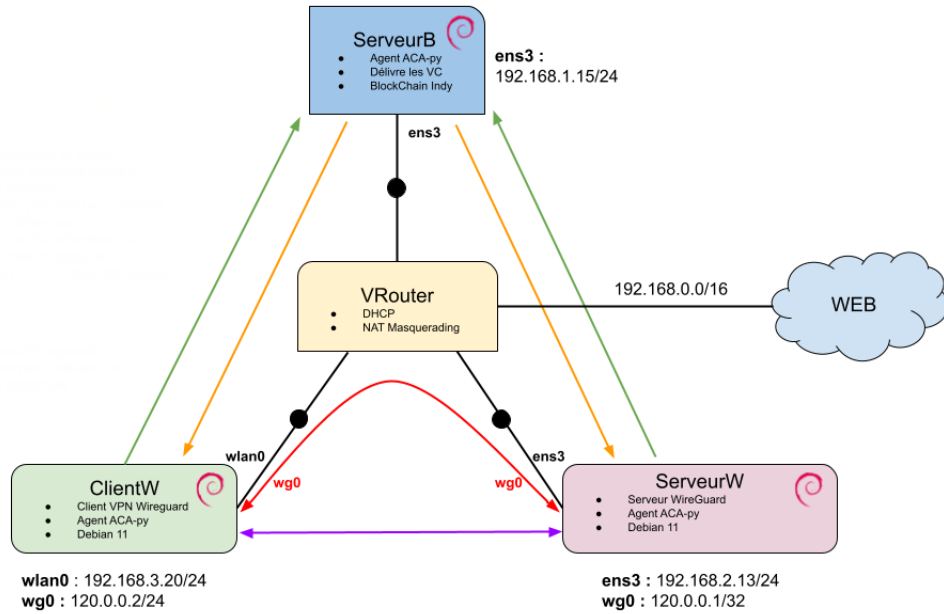 ServeurB
Agent ACA-py
Délivre les VC
BlockChain Indy
ens3 :
192.168.1.15/24
ens3
VRouter
DHCP
NAT Masquerading
192.168.0.0/16
WEB
wlan0
ens3
wg0
wg0
ClientW
Client VPN Wireguard
Agent ACA-py
Debian 11
ServeurW
Serveur WireGuard
Agent ACA-py
Debian 11
wlan0 : 192.168.3.20/24
wg0 : 120.0.0.2/24
ens3 : 192.168.2.13/24
wg0 : 120.0.0.1/32